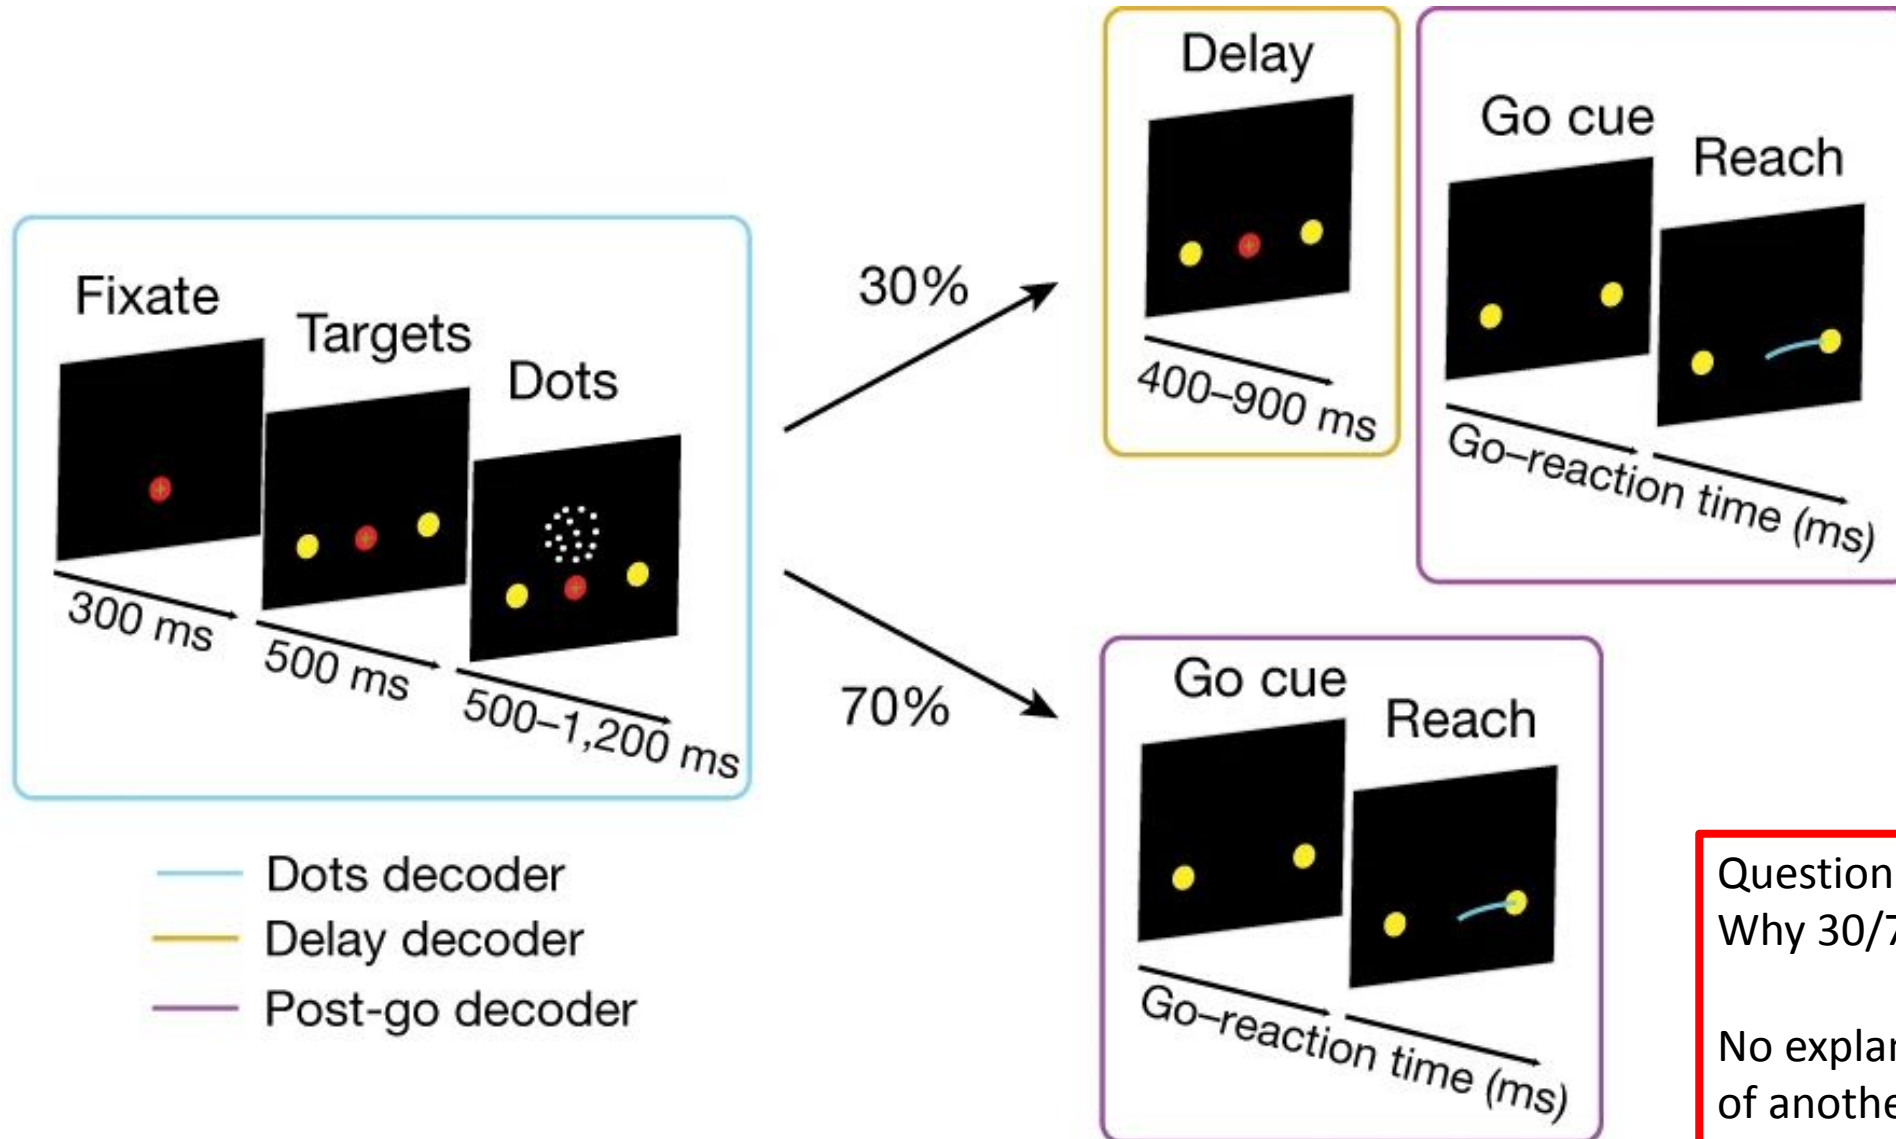 Fixate
Targets
Dots
300 ms
500 ms
500–1,200 ms
30%
70%
Delay
400–900 ms
Go cue
Reach
Go–reaction time (ms)
Go cue
Reach
Go–reaction time (ms)
Dots decoder
Delay decoder
Post-go decoder
Question
Why
No
of